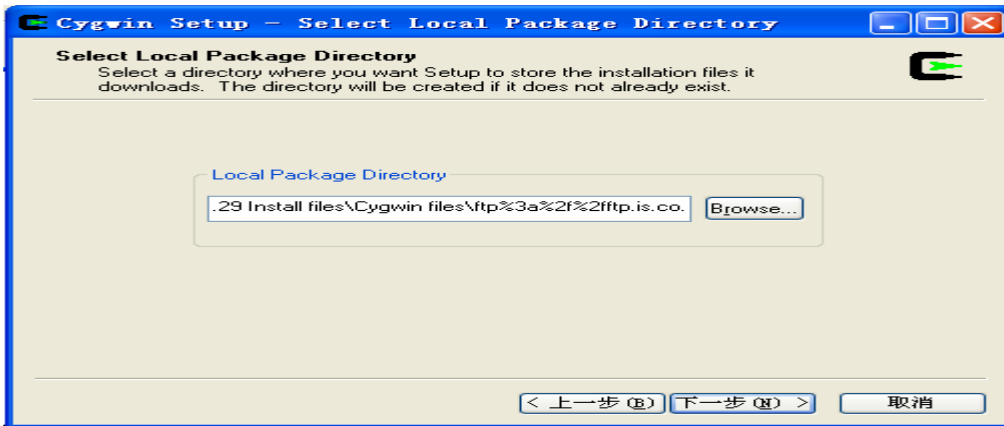 Cygwin Setup - Select Local Package Directory
Select Local Package Directory
Select a directory where you want Setup to store the installation files it
downloads. The directory will be created if it does not already exist.
Local Package Directory
.29 Install files\Cygwin files\ftp%3a%2f%2fftp.is.co.
Browse...
< 上一步(B) 下一步(N) > 取消